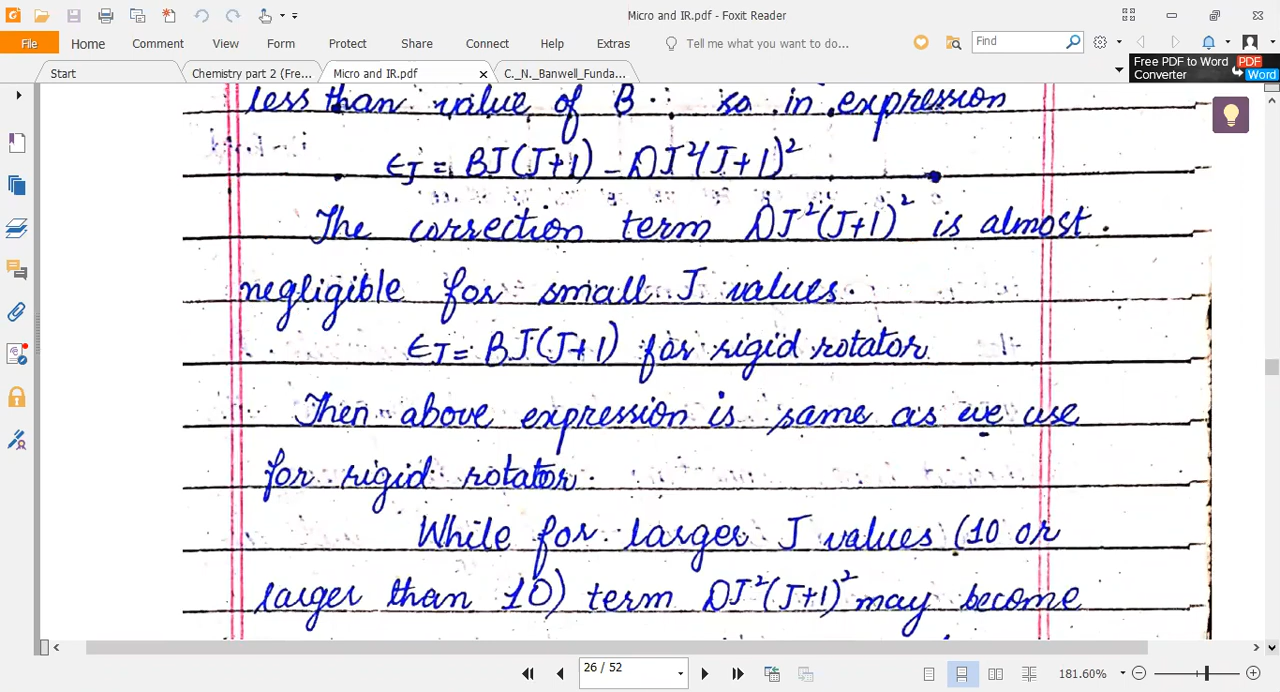 Micro and IR.pdf - Foxit Reader
File Home Comment View Form Protect Share Connect Help Extras Tell me what you want to do... Find
Start Chemistry part 2 (Fre... Micro and IR.pdf C._N._Banwell_Funda... Free PDF to Word Converter PDF Word
less than value of B. so in expression
ϵJ = BJ(J+1) - DJ²(J+1)²
The correction term DJ²(J+1)² is almost
negligible for small J values.
ϵJ = BJ(J+1) for rigid rotator
Then above expression is same as we use
for rigid rotator.
While for larger J values (10 or
larger than 10) term DJ²(J+1)² may become
26 / 52 181.60%